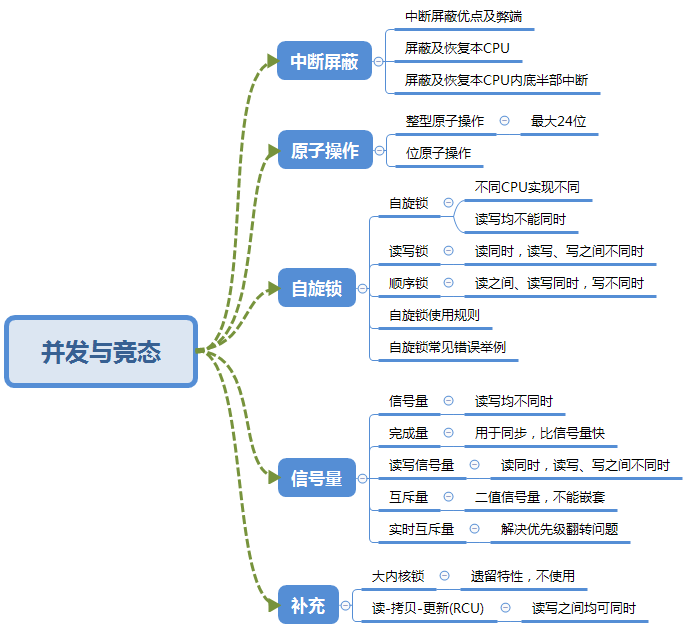 并发与竞态
中断屏蔽
中断屏蔽优点及弊端
屏蔽及恢复本CPU
屏蔽及恢复本CPU内底半部中断
原子操作
整型原子操作
最大24位
位原子操作
自旋锁
自旋锁
不同CPU实现不同
读写均不能同时
读写锁
读同时，读写、写之间不同时
顺序锁
读之间、读写同时，写不同时
自旋锁使用规则
自旋锁常见错误举例
信号量
信号量
读写均不同时
完成量
用于同步，比信号量快
读写信号量
读同时，读写、写之间不同时
互斥量
二值信号量，不能嵌套
实时互斥量
解决优先级翻转问题
补充
大内核锁
遗留特性，不使用
读-拷贝-更新(RCU)
读写之间均可同时